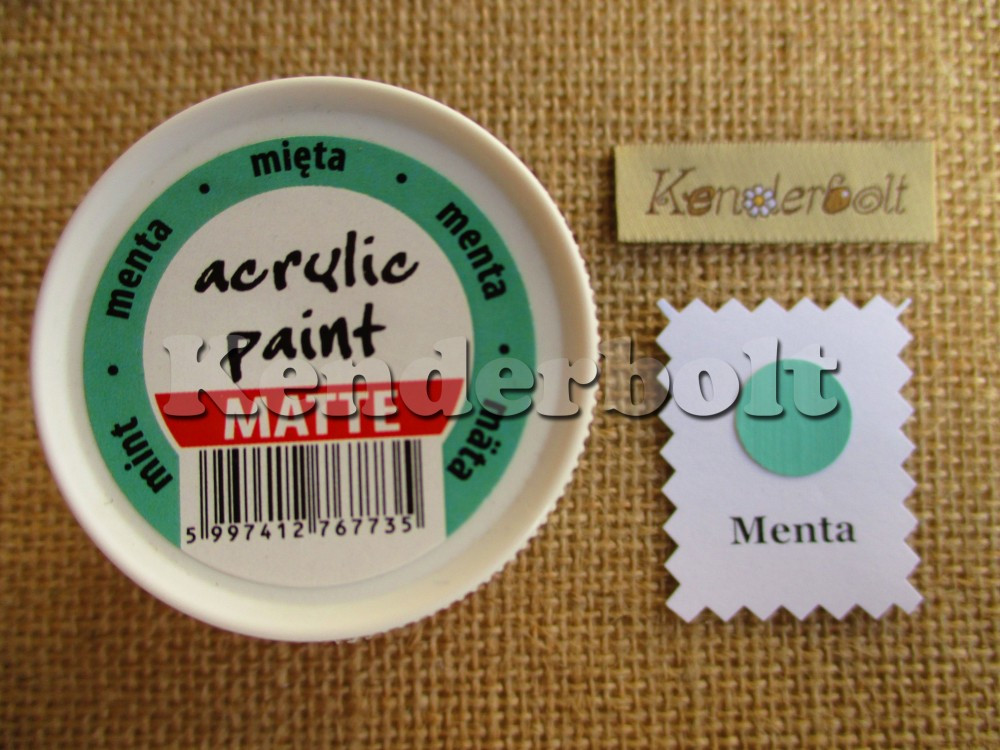 mint • menta • mięta • menta • mäta
acrylic
paint
MATTE
5 997412 767735
Kenderbolt
Menta
Kenderbolt